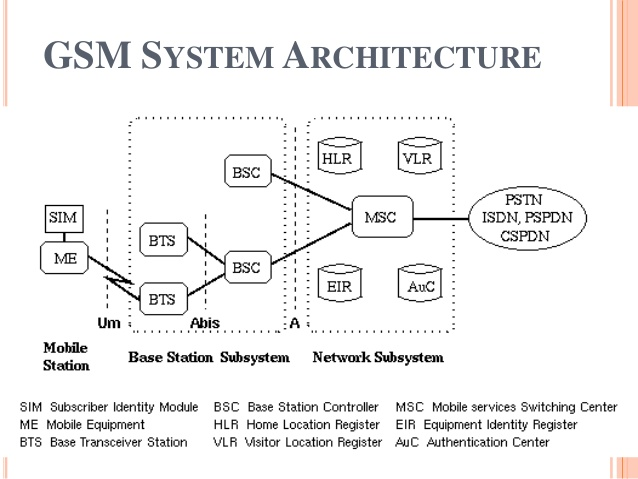 GSM SYSTEM ARCHITECTURE
HLR
VLR
BSC
PSTN
ISDN, PSPDN
CSPDN
SIM
MSC
BTS
ME
BSC
EIR
AuC
BTS
Um
Abis
A
Mobile
Station
Base Station Subsystem
Network Subsystem
SIM Subscriber Identity Module
BSC Base Station Controller
MSC Mobile services Switching Center
ME Mobile Equipment
HLR Home Location Register
EIR Equipment Identity Register
BTS Base Transceiver Station
VLR Visitor Location Register
AuC Authentication Center